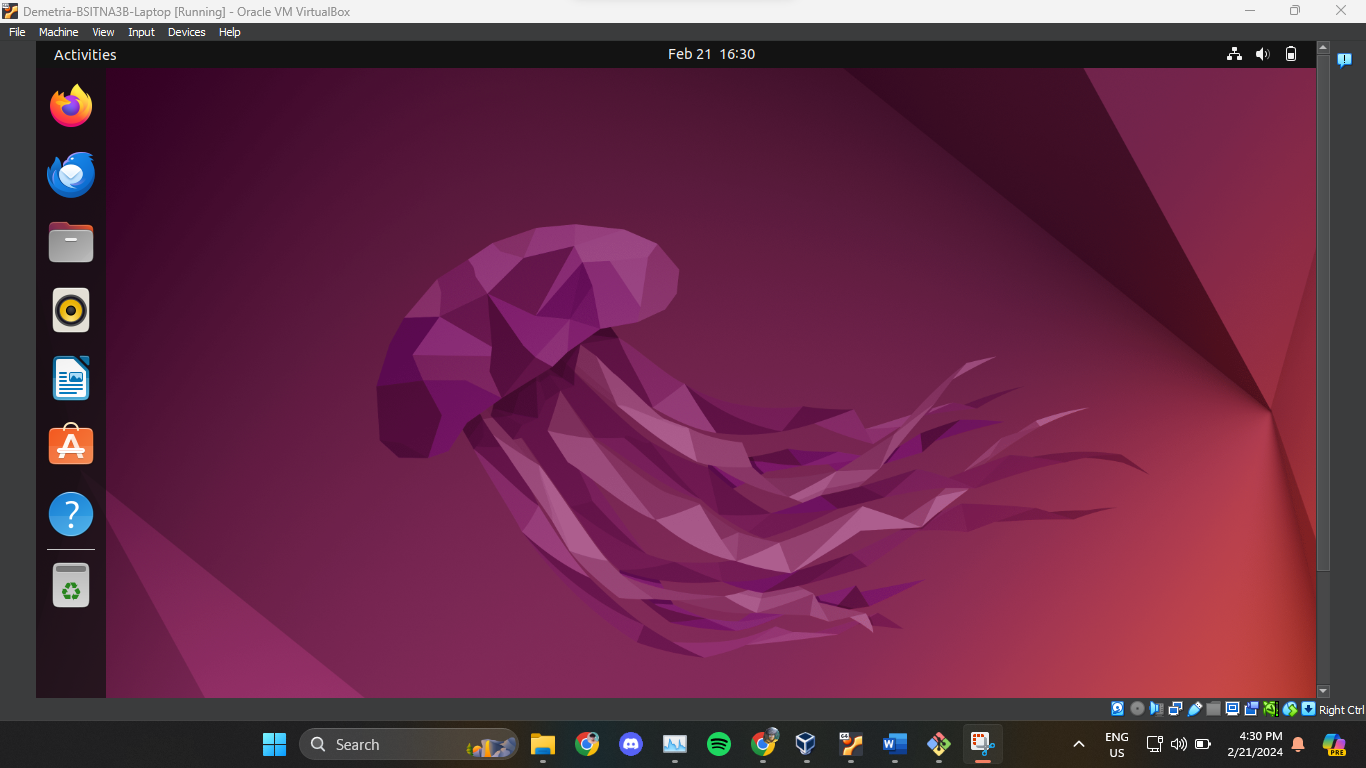 Demetria-BSITNA3B-Laptop [Running] - Oracle VM VirtualBox
File Machine View Input Devices Help
Activities
Feb 21 16:30
A
?
Right Ctrl
Search
ENG
US
4:30 PM
2/21/2024
PRE